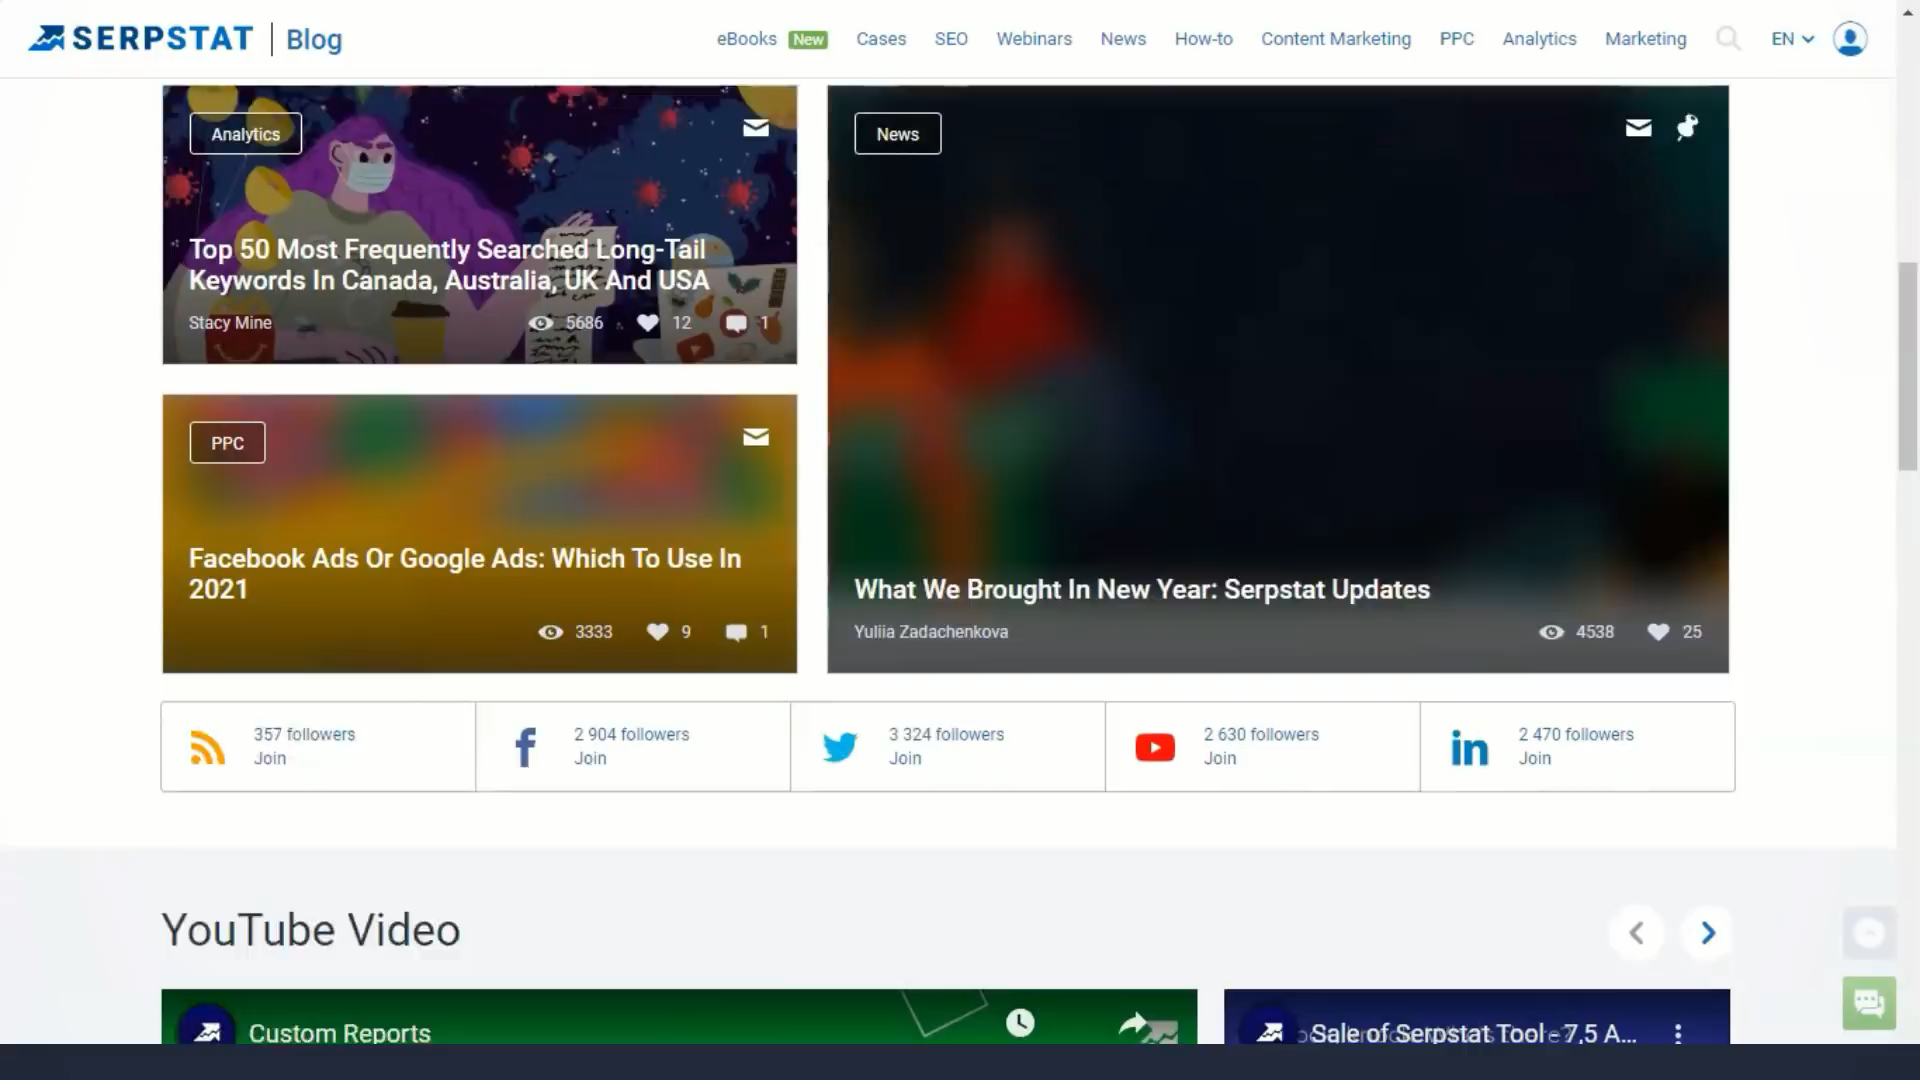 SERPSTAT Blog
eBooks New Cases SEO Webinars News How-to Content Marketing PPC Analytics Marketing EN
Analytics
Top 50 Most Frequently Searched Long-Tail
Keywords In Canada, Australia, UK And USA
Stacy Mine 5686 12 1
PPC
Facebook Ads Or Google Ads: Which To Use In
2021
3333 9 1
News
What We Brought In New Year: Serpstat Updates
Yuliia Zadachenkova 4538 25
357 followers
Join
2 904 followers
Join
3 324 followers
Join
2 630 followers
Join
2 470 followers
Join
YouTube Video
Custom Reports
Sale of Serpstat Tool - 7,5 A...